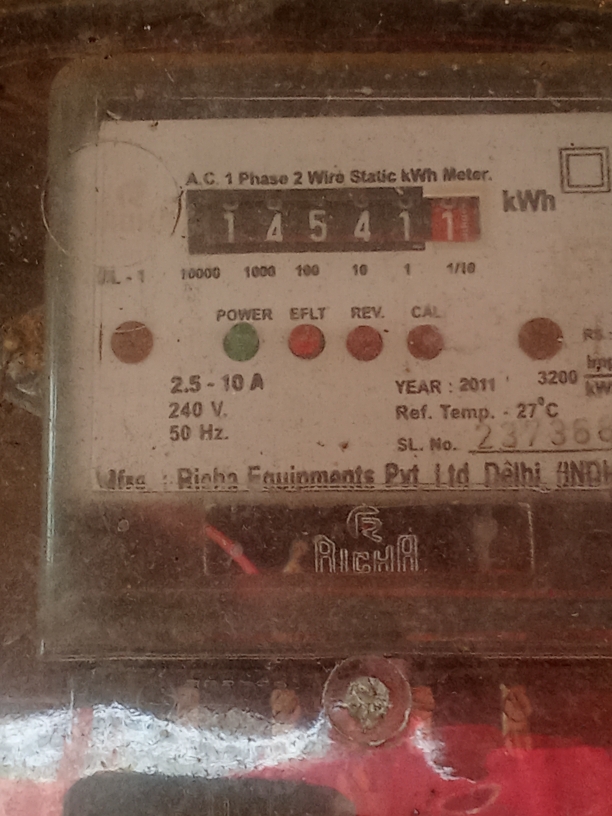 A.C. 1 Phase 2 Wire Static kWh Meter.
1 4 5 4 1 1 kWh
10000 1000 100 10 1 1/10
POWER EFLT REV. CAL
2.5 - 10 A
240 V.
50 Hz.
YEAR : 2011 3200
Ref. Temp. - 27°C
SL. No. 237368
Mfrg. : Richa Equipments Pvt. Ltd. Delhi
RICHA